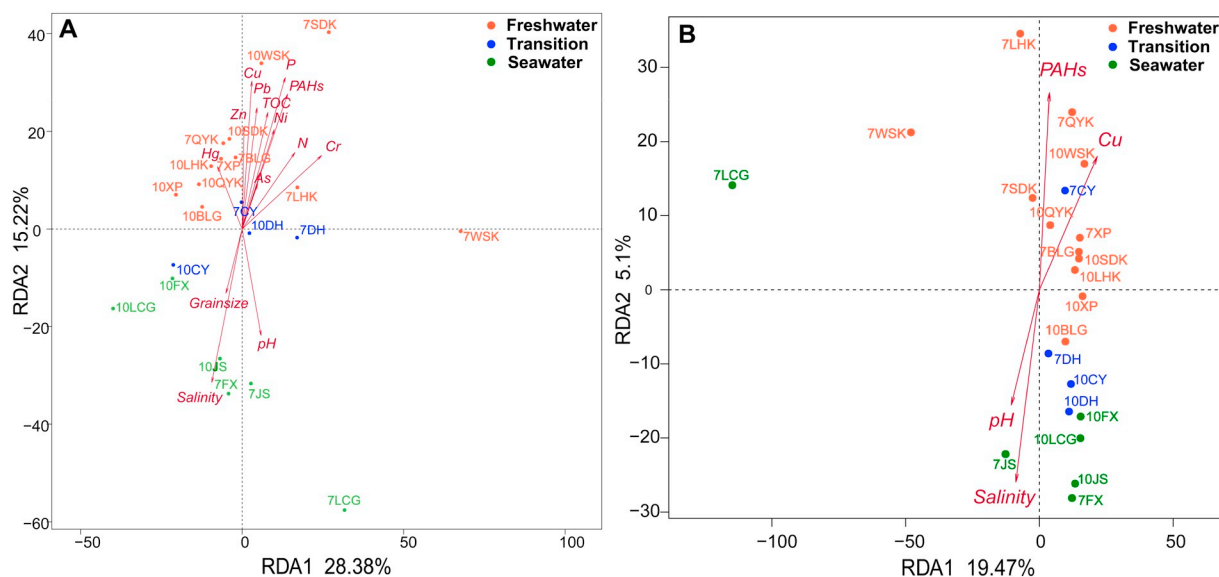 A
Freshwater
Transition
Seawater
7SDK
10WSK
P
Cu
Pb
PAHs
TOC
Zn
Ni
10SDK
7QYK
N
Cr
Hg
7BLG
10LHK
7XP
As
10QYK
10XP
7LHK
10BLG
7CY
10DH
7DH
7WSK
10CY
10FX
Grainsize
10LCG
pH
10JS
7FX
7JS
Salinity
7LCG
40
20
0
−20
−40
−60
−50
0
50
100
RDA2 15.22%
RDA1 28.38%
B
Freshwater
Transition
Seawater
7LHK
PAHs
7QYK
7WSK
Cu
10WSK
7LCG
7CY
7SDK
10QYK
7XP
7BLG
10SDK
10LHK
10XP
10BLG
7DH
10CY
10DH
pH
10FX
10LCG
7JS
10JS
Salinity
7FX
30
20
10
0
−10
−20
−30
−100
−50
0
50
RDA2 5.1%
RDA1 19.47%